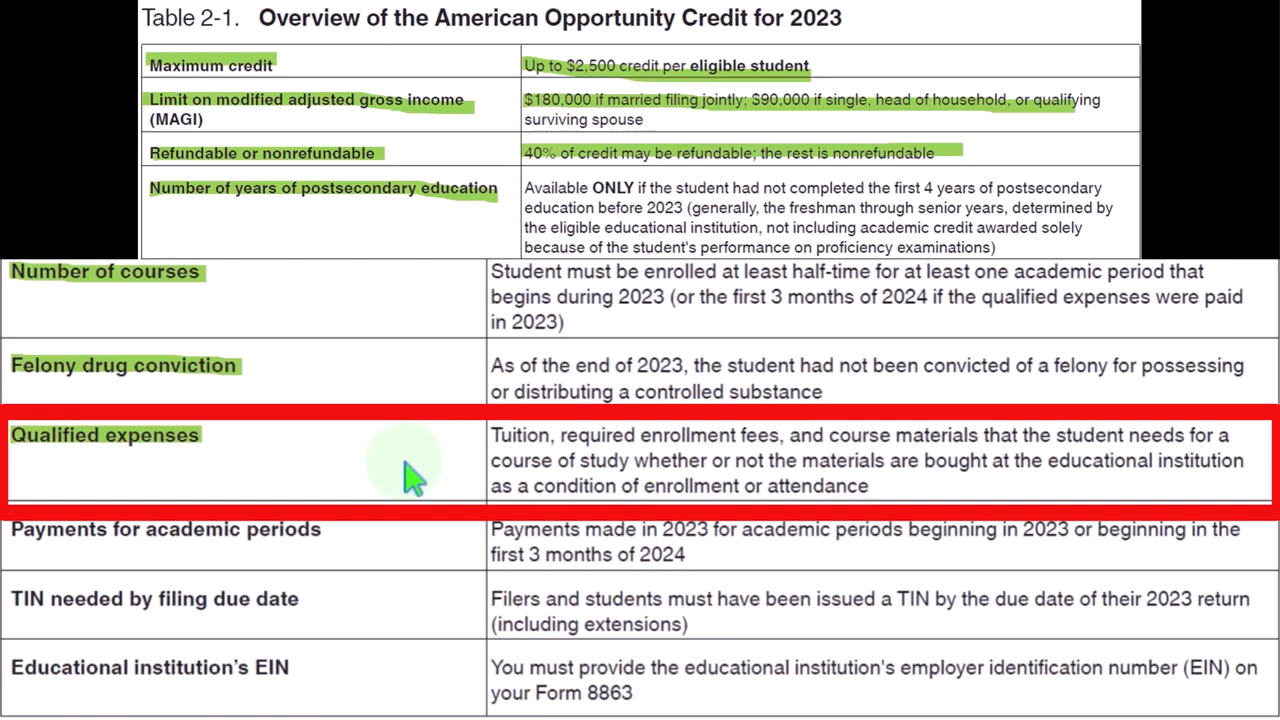 Table 2-1. Overview of the American Opportunity Credit for 2023
Maximum credit
Up to $2,500 credit per eligible student
Limit on modified adjusted gross income
(MAGI)
$180,000 if married filing jointly; $90,000 if single, head of household, or qualifying
surviving spouse
Refundable or nonrefundable
40% of credit may be refundable; the rest is nonrefundable
Number of years of postsecondary education
Available ONLY if the student had not completed the first 4 years of postsecondary
education before 2023 (generally, the freshman through senior years, determined by
the eligible educational institution, not including academic credit awarded solely
because of the student's performance on proficiency examinations)
Number of courses
Student must be enrolled at least half-time for at least one academic period that
begins during 2023 (or the first 3 months of 2024 if the qualified expenses were paid
in 2023)
Felony drug conviction
As of the end of 2023, the student had not been convicted of a felony for possessing
or distributing a controlled substance
Qualified expenses
Tuition, required enrollment fees, and course materials that the student needs for a
course of study whether or not the materials are bought at the educational institution
as a condition of enrollment or attendance
Payments for academic periods
Payments made in 2023 for academic periods beginning in 2023 or beginning in the
first 3 months of 2024
TIN needed by filing due date
Filers and students must have been issued a TIN by the due date of their 2023 return
(including extensions)
Educational institution’s EIN
You must provide the educational institution's employer identification number (EIN) on
your Form 8863